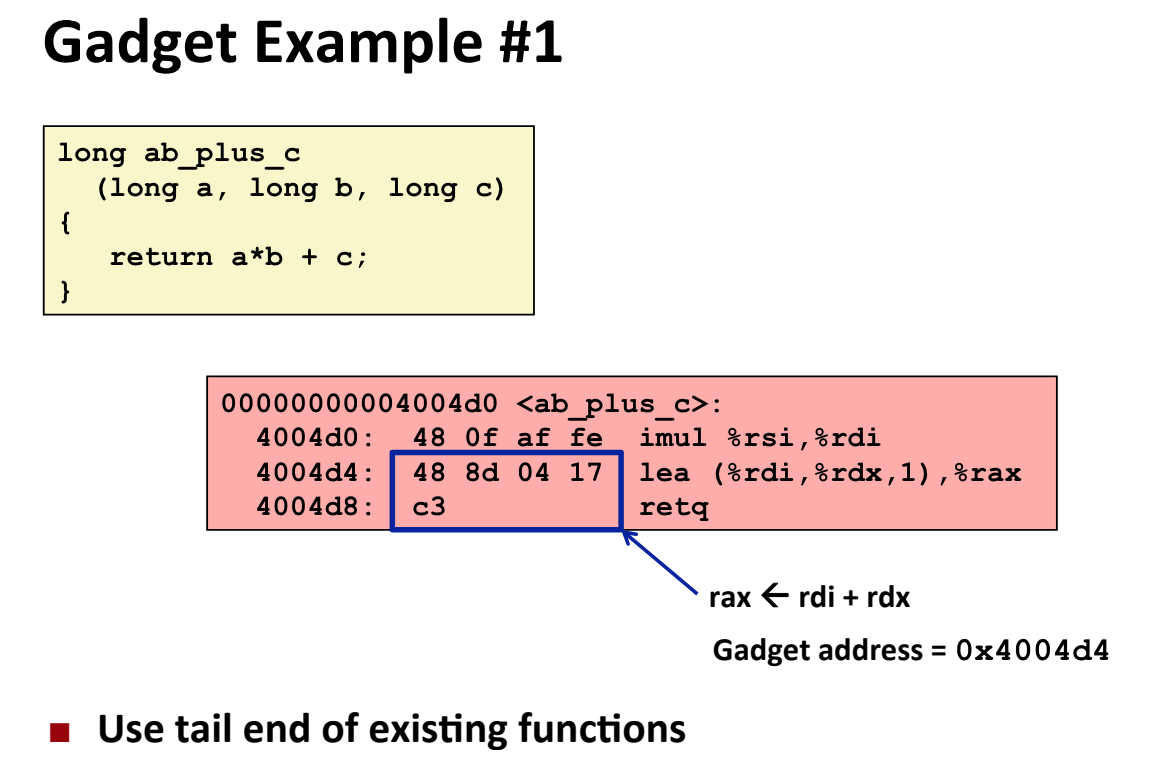 Gadget Example #1
long ab_plus_c
(long a, long b, long c)
{
return a*b + c;
}
00000000004004d0 <ab_plus_c>:
4004d0: 48 0f af fe imul %rsi,%rdi
4004d4: 48 8d 04 17 lea (%rdi,%rdx,1),%rax
4004d8: c3 retq
rax ← rdi + rdx
Gadget address = 0x4004d4
■ Use tail end of existing functions